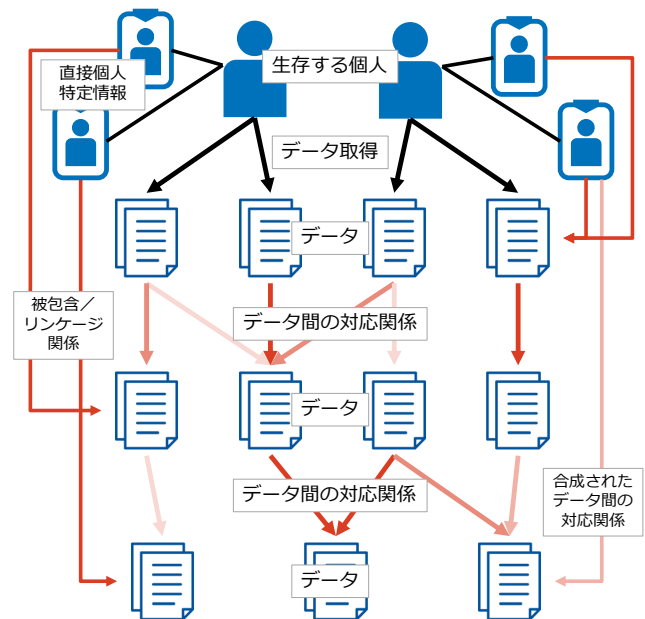 生存する個人
直接個人
特定情報
データ取得
データ
被包含／
リンケージ
関係
データ間の対応関係
データ
データ間の対応関係
合成された
データ間の
対応関係
データ